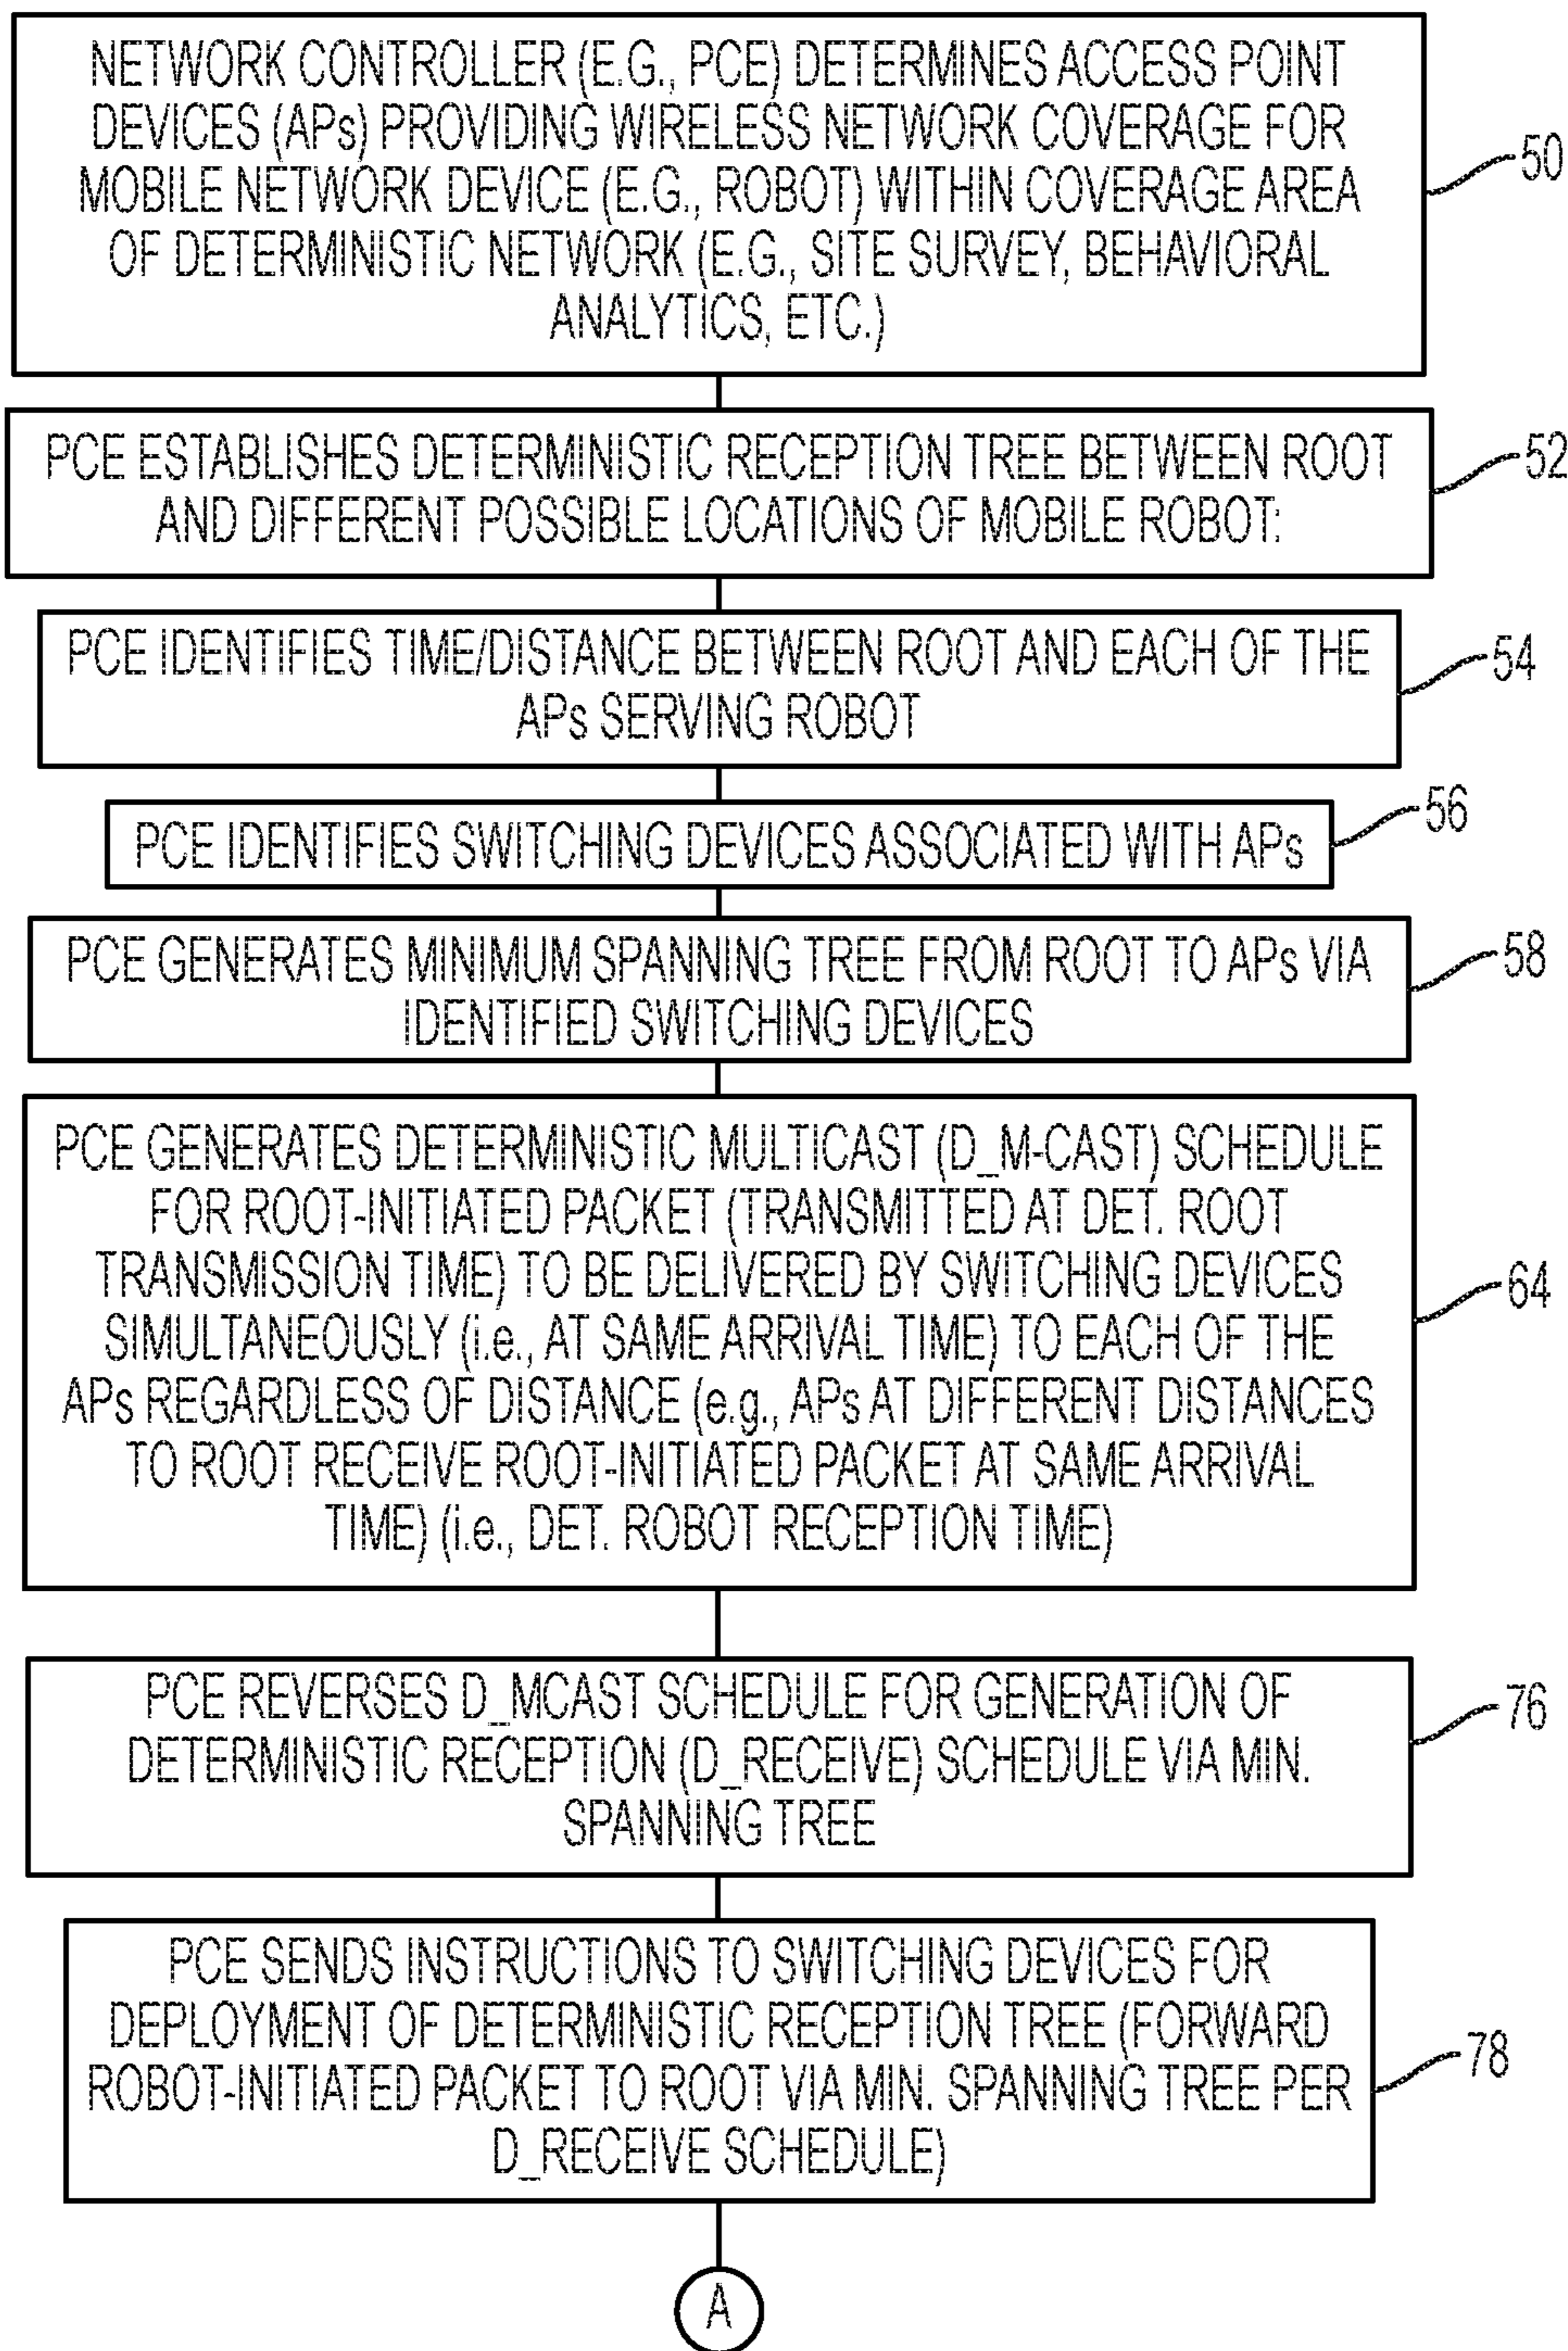 NETWORK CONTROLLER (E.G., PCE) DETERMINES ACCESS POINT
DEVICES (APs) PROVIDING WIRELESS NETWORK COVERAGE FOR
MOBILE NETWORK DEVICE (E.G., ROBOT) WITHIN COVERAGE AREA
OF DETERMINISTIC NETWORK (E.G., SITE SURVEY, BEHAVIORAL
ANALYTICS, ETC.)
50
PCE ESTABLISHES DETERMINISTIC RECEPTION TREE BETWEEN ROOT
AND DIFFERENT POSSIBLE LOCATIONS OF MOBILE ROBOT:
52
PCE IDENTIFIES TIME/DISTANCE BETWEEN ROOT AND EACH OF THE
APs SERVING ROBOT
54
PCE IDENTIFIES SWITCHING DEVICES ASSOCIATED WITH APs
56
PCE GENERATES MINIMUM SPANNING TREE FROM ROOT TO APs VIA
IDENTIFIED SWITCHING DEVICES
58
PCE GENERATES DETERMINISTIC MULTICAST (D_M-CAST) SCHEDULE
FOR ROOT-INITIATED PACKET (TRANSMITTED AT DET. ROOT
TRANSMISSION TIME) TO BE DELIVERED BY SWITCHING DEVICES
SIMULTANEOUSLY (i.e., AT SAME ARRIVAL TIME) TO EACH OF THE
APs REGARDLESS OF DISTANCE (e.g., APs AT DIFFERENT DISTANCES
TO ROOT RECEIVE ROOT-INITIATED PACKET AT SAME ARRIVAL
TIME) (i.e., DET. ROBOT RECEPTION TIME)
64
PCE REVERSES D_MCAST SCHEDULE FOR GENERATION OF
DETERMINISTIC RECEPTION (D_RECEIVE) SCHEDULE VIA MIN.
SPANNING TREE
76
PCE SENDS INSTRUCTIONS TO SWITCHING DEVICES FOR
DEPLOYMENT OF DETERMINISTIC RECEPTION TREE (FORWARD
ROBOT-INITIATED PACKET TO ROOT VIA MIN. SPANNING TREE PER
D_RECEIVE SCHEDULE)
78
A